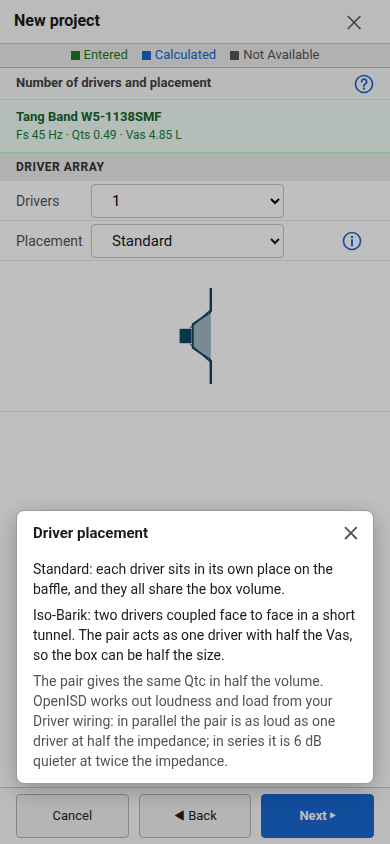 New project
Entered
Calculated
Not Available
Number of drivers and placement
Tang Band W5-1138SMF
Fs 45 Hz · Qts 0.49 · Vas 4.85 L
DRIVER ARRAY
Drivers
1
Placement
Standard
Driver placement
Standard: each driver sits in its own place on the
baffle, and they all share the box volume.
Iso-Barik: two drivers coupled face to face in a short
tunnel. The pair acts as one driver with half the Vas,
so the box can be half the size.
The pair gives the same Qtc in half the volume.
OpenISD works out loudness and load from your
Driver wiring: in parallel the pair is as loud as one
driver at half the impedance; in series it is 6 dB
quieter at twice the impedance.
Cancel
Back
Next